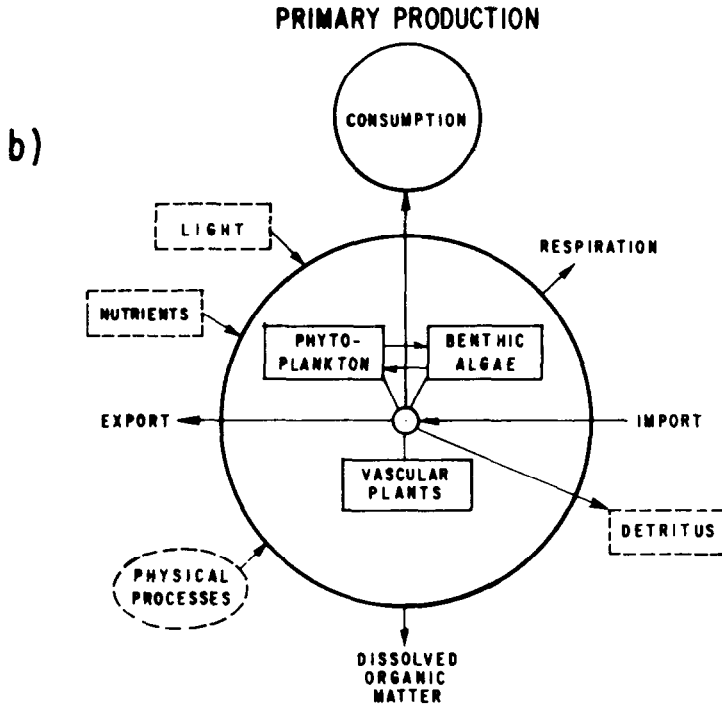 PRIMARY PRODUCTION
b)
CONSUMPTION
LIGHT
RESPIRATION
NUTRIENTS
PHYTO-
PLANKTON
BENTHIC
ALGAE
EXPORT
IMPORT
VASCULAR
PLANTS
DETRITUS
PHYSICAL
PROCESSES
DISSOLVED
ORGANIC
MATTER